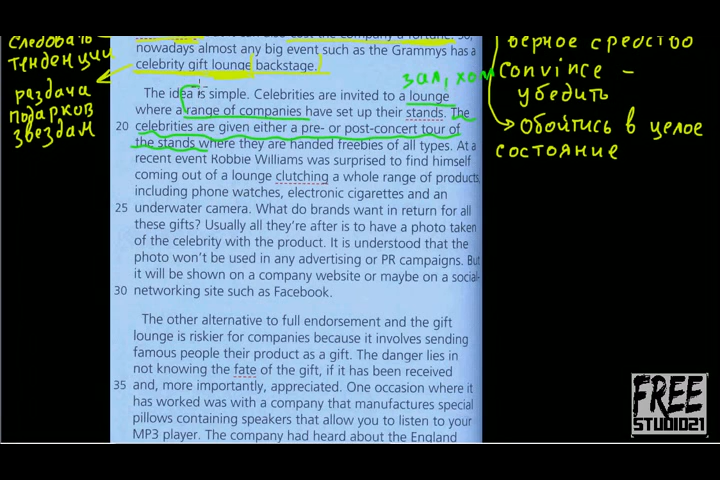 следовать
тенденции
раздача
подарков
звездам
cost the company a fortune. So,
nowadays almost any big event such as the Grammys has a
celebrity gift lounge backstage.
зал, холл
The idea is simple. Celebrities are invited to a lounge
where a range of companies have set up their stands. The
20 celebrities are given either a pre- or post-concert tour of
the stands where they are handed freebies of all types. At a
recent event Robbie Williams was surprised to find himself
coming out of a lounge clutching a whole range of products,
including phone watches, electronic cigarettes and an
25 underwater camera. What do brands want in return for all
these gifts? Usually all they're after is to have a photo taken
of the celebrity with the product. It is understood that the
photo won't be used in any advertising or PR campaigns. But
it will be shown on a company website or maybe on a social-
30 networking site such as Facebook.
The other alternative to full endorsement and the gift
lounge is riskier for companies because it involves sending
famous people their product as a gift. The danger lies in
not knowing the fate of the gift, if it has been received
35 and, more importantly, appreciated. One occasion where it
has worked was with a company that manufactures special
pillows containing speakers that allow you to listen to your
MP3 player. The company had heard about the England
верное средство
convince –
убедить
обойтись в целое
состояние
FREE
STUDIO21